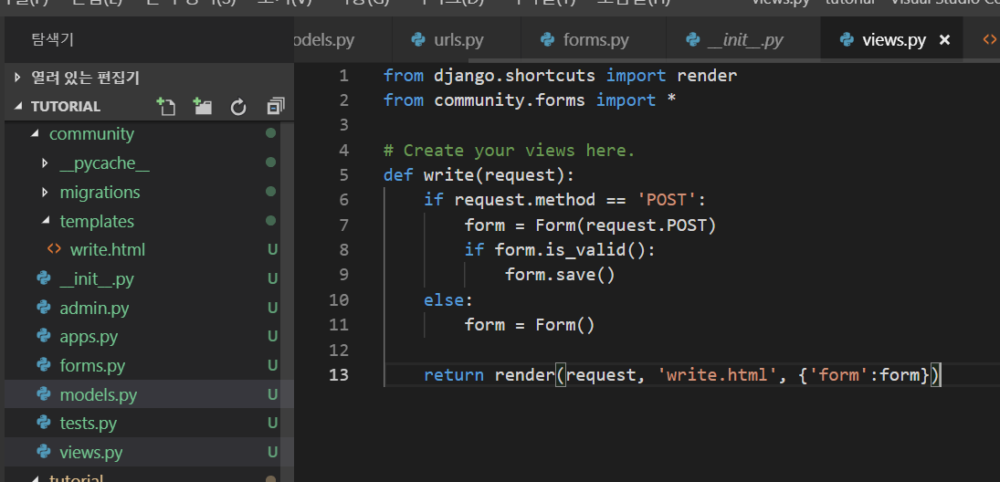 views.py - tutorial - Visual Studio Co
탐색기
odels.py
urls.py
forms.py
__init__.py
views.py
열려 있는 편집기
TUTORIAL
community
__pycache__
migrations
templates
write.html U
__init__.py U
admin.py U
apps.py U
forms.py U
models.py U
tests.py U
views.py U
tutorial
1 from django.shortcuts import render
2 from community.forms import *
3
4 # Create your views here.
5 def write(request):
6 if request.method == 'POST':
7 form = Form(request.POST)
8 if form.is_valid():
9 form.save()
10 else:
11 form = Form()
12
13 return render(request, 'write.html', {'form':form})